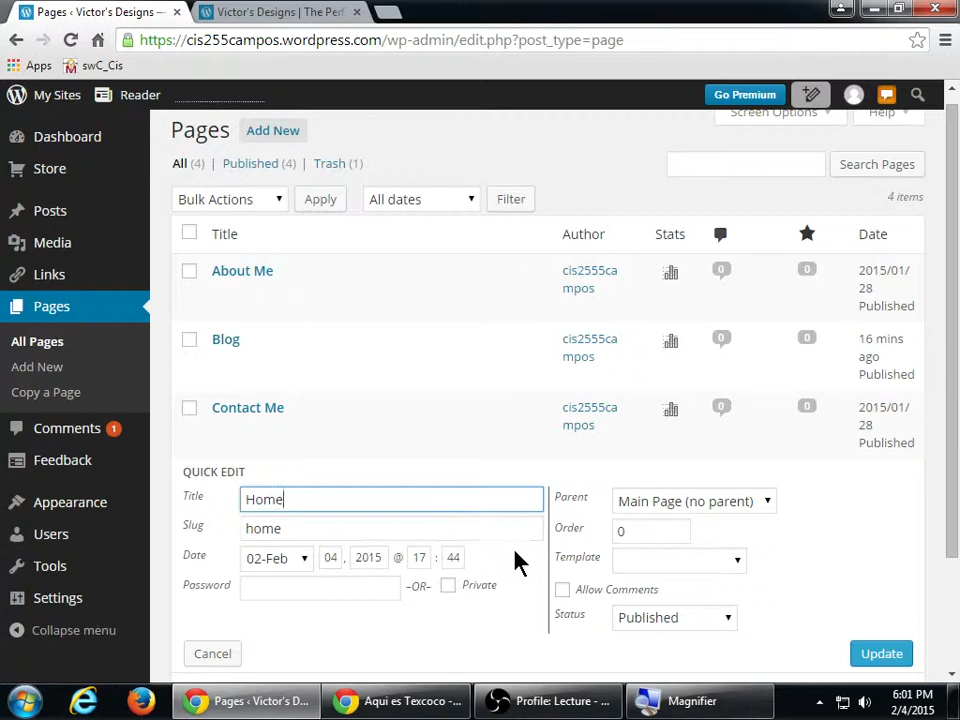 Pages ‹ Victor's Designs —
Victor's Designs | The Perf
https://cis255campos.wordpress.com/wp-admin/edit.php?post_type=page
Apps swC_Cis
My Sites Reader Go Premium
Dashboard
Store
Posts
Media
Links
Pages
All Pages
Add New
Copy a Page
Comments 1
Feedback
Appearance
Users
Tools
Settings
Collapse menu
Pages Add New
Screen Options Help
All (4) | Published (4) | Trash (1)
Search Pages
Bulk Actions Apply All dates Filter
4 items
Title Author Stats Date
About Me cis2555ca 0 0 2015/01/
mpos 28
Published
Blog cis2555ca 0 0 16 mins
mpos ago
Published
Contact Me cis2555ca 0 0 2015/01/
mpos 28
Published
QUICK EDIT
Title Home
Slug home
Date 02-Feb 04 , 2015 @ 17 : 44
Password –OR– Private
Parent Main Page (no parent)
Order 0
Template
Allow Comments
Status Published
Cancel Update
Pages ‹ Victor's D...
Aqui es Texcoco -...
Profile: Lecture - ...
Magnifier
6:01 PM
2/4/2015